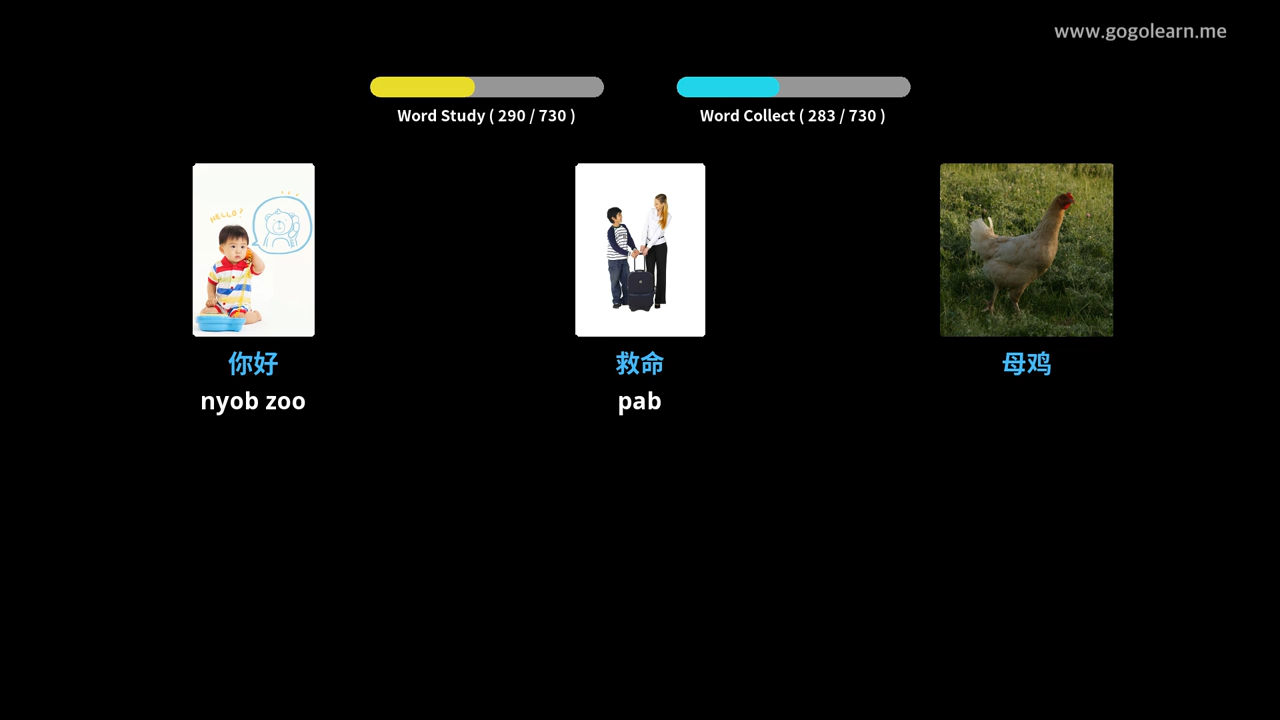 www.gogolearn.me
Word Study ( 290 / 730 )
Word Collect ( 283 / 730 )
HELLO?
你好
救命
母鸡
nyob zoo
pab